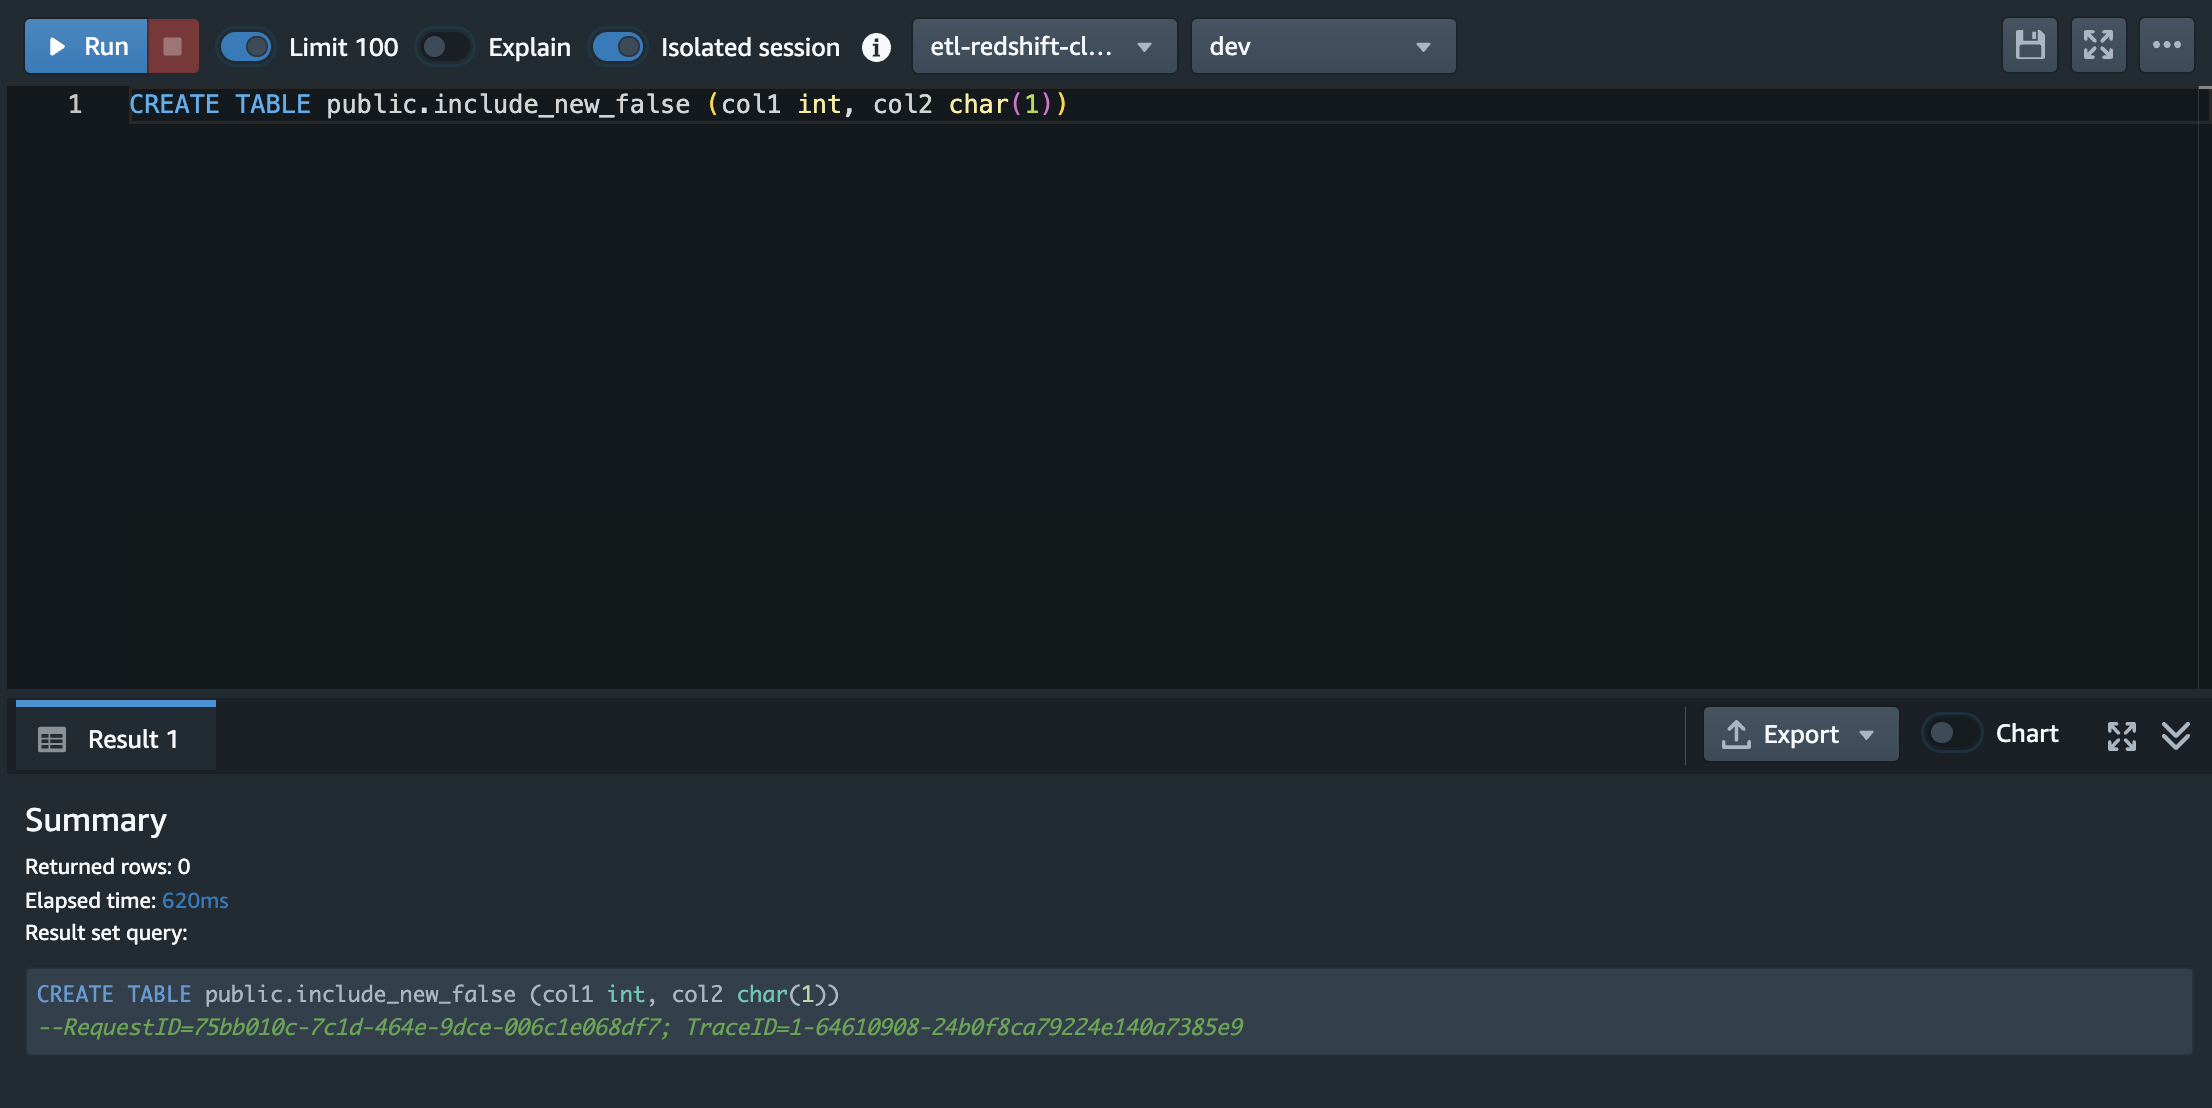 Run Limit 100 Explain Isolated session etl-redshift-cl... dev
1 CREATE TABLE public.include_new_false (col1 int, col2 char(1))
Result 1 Export Chart
Summary
Returned rows: 0
Elapsed time: 620ms
Result set query:
CREATE TABLE public.include_new_false (col1 int, col2 char(1))
--RequestID=75bb010c-7c1d-464e-9dce-006c1e068df7; TraceID=1-64610908-24b0f8ca79224e140a7385e9